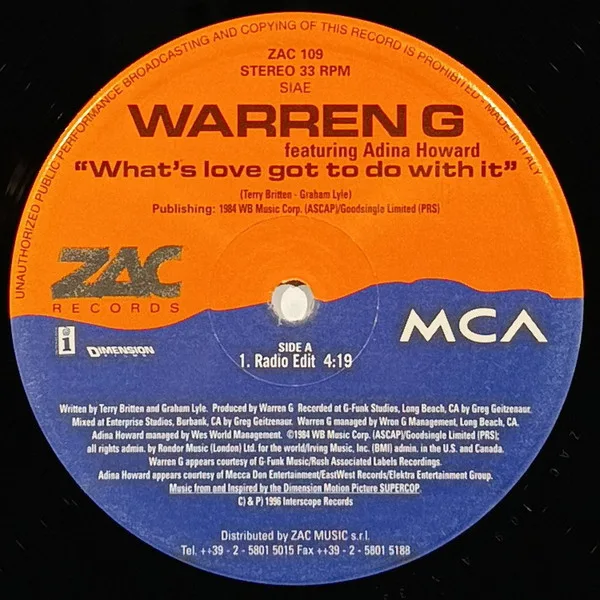 UNAUTHORIZED PUBLIC PERFORMANCE BROADCASTING AND COPYING OF THIS RECORD IS PROHIBITED - MADE IN ITALY
ZAC 109
STEREO 33 RPM
SIAE
WARREN G
featuring Adina Howard
"What's love got to do with it"
(Terry Britten - Graham Lyle)
Publishing: 1984 WB Music Corp. (ASCAP)/Goodsingle Limited (PRS)
ZAC
RECORDS
MCA
i
DIMENSION
FILMS
SIDE A
1. Radio Edit 4:19
Written by Terry Britten and Graham Lyle. Produced by Warren G Recorded at G-Funk Studios, Long Beach, CA by Greg Geitzenaur.
Mixed at Enterprise Studios, Burbank, CA by Greg Geitzenaur. Warren G managed by Wron G Management, Long Beach, CA.
Adina Howard managed by Wes World Management. ©1984 WB Music Corp. (ASCAP)/Goodsingle Limited (PRS);
all rights admin. by Rondor Music (London) Ltd. for the world/Irving Music, Inc. (BMI) admin. in the U.S. and Canada.
Warren G appears courtesy of G-Funk Music/Rush Associated Labels Recordings.
Adina Howard appears courtesy of Mecca Don Entertainment/EastWest Records/Elektra Entertainment Group.
Music from and Inspired by the Dimension Motion Picture SUPERCOP.
C) & P) 1996 Interscope Records
Distributed by ZAC MUSIC s.r.l.
Tel. ++39 - 2 - 5801 5015 Fax ++39 - 2 - 5801 5188